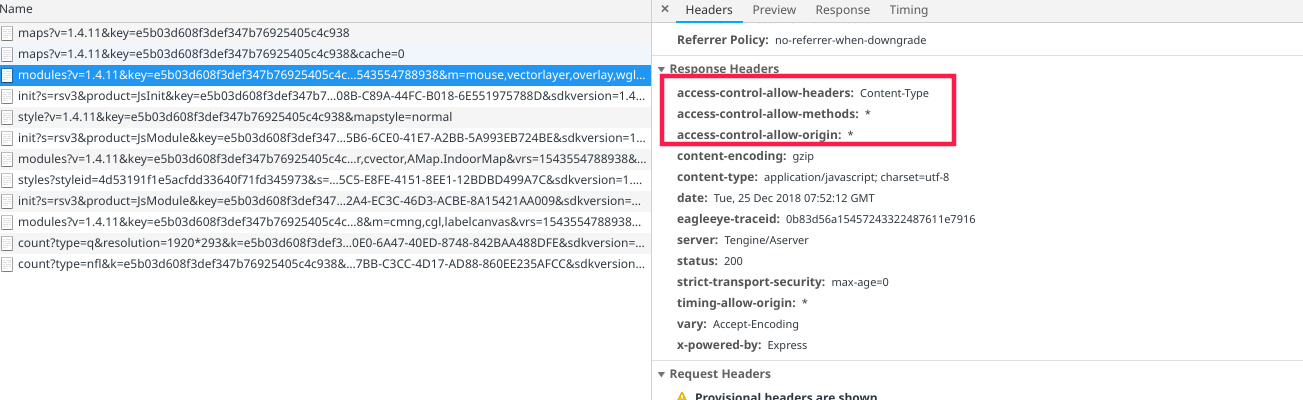 Name
maps?v=1.4.11&key=e5b03d608f3def347b76925405c4c938
maps?v=1.4.11&key=e5b03d608f3def347b76925405c4c938&cache=0
modules?v=1.4.11&key=e5b03d608f3def347b76925405c4c...543554788938&m=mouse,vectorlayer,overlay,wgl...
init?s=rsv3&product=JsInit&key=e5b03d608f3def347b7...08B-C89A-44FC-B018-6E551975788D&sdkversion=1.4...
style?v=1.4.11&key=e5b03d608f3def347b76925405c4c938&mapstyle=normal
init?s=rsv3&product=JsModule&key=e5b03d608f3def347...5B6-6CE0-41E7-A2BB-5A993EB724BE&sdkversion=1...
modules?v=1.4.11&key=e5b03d608f3def347b76925405c4c...r,cvector,AMap.IndoorMap&vrs=1543554788938&...
styles?styleid=4d53191f1e5acfdd33640f71fd345973&s=...5C5-E8FE-4151-8EE1-12BDBD499A7C&sdkversion=1....
init?s=rsv3&product=JsModule&key=e5b03d608f3def347...2A4-EC3C-46D3-ACBE-8A15421AA009&sdkversion=...
modules?v=1.4.11&key=e5b03d608f3def347b76925405c4c...8&m=cmng,cgl,labelcanvas&vrs=1543554788938...
count?type=q&resolution=1920*293&k=e5b03d608f3def3...0E0-6A47-40ED-8748-842BAA488DFE&sdkversion=...
count?type=nfl&k=e5b03d608f3def347b76925405c4c938&...7BB-C3CC-4D17-AD88-860EE235AFCC&sdkversion...
× Headers Preview Response Timing
Referrer Policy: no-referrer-when-downgrade
Response Headers
access-control-allow-headers: Content-Type
access-control-allow-methods: *
access-control-allow-origin: *
content-encoding: gzip
content-type: application/javascript; charset=utf-8
date: Tue, 25 Dec 2018 07:52:12 GMT
eagleeye-traceid: 0b83d56a15457243322487611e7916
server: Tengine/Aserver
status: 200
strict-transport-security: max-age=0
timing-allow-origin: *
vary: Accept-Encoding
x-powered-by: Express
Request Headers
Provisional headers are shown